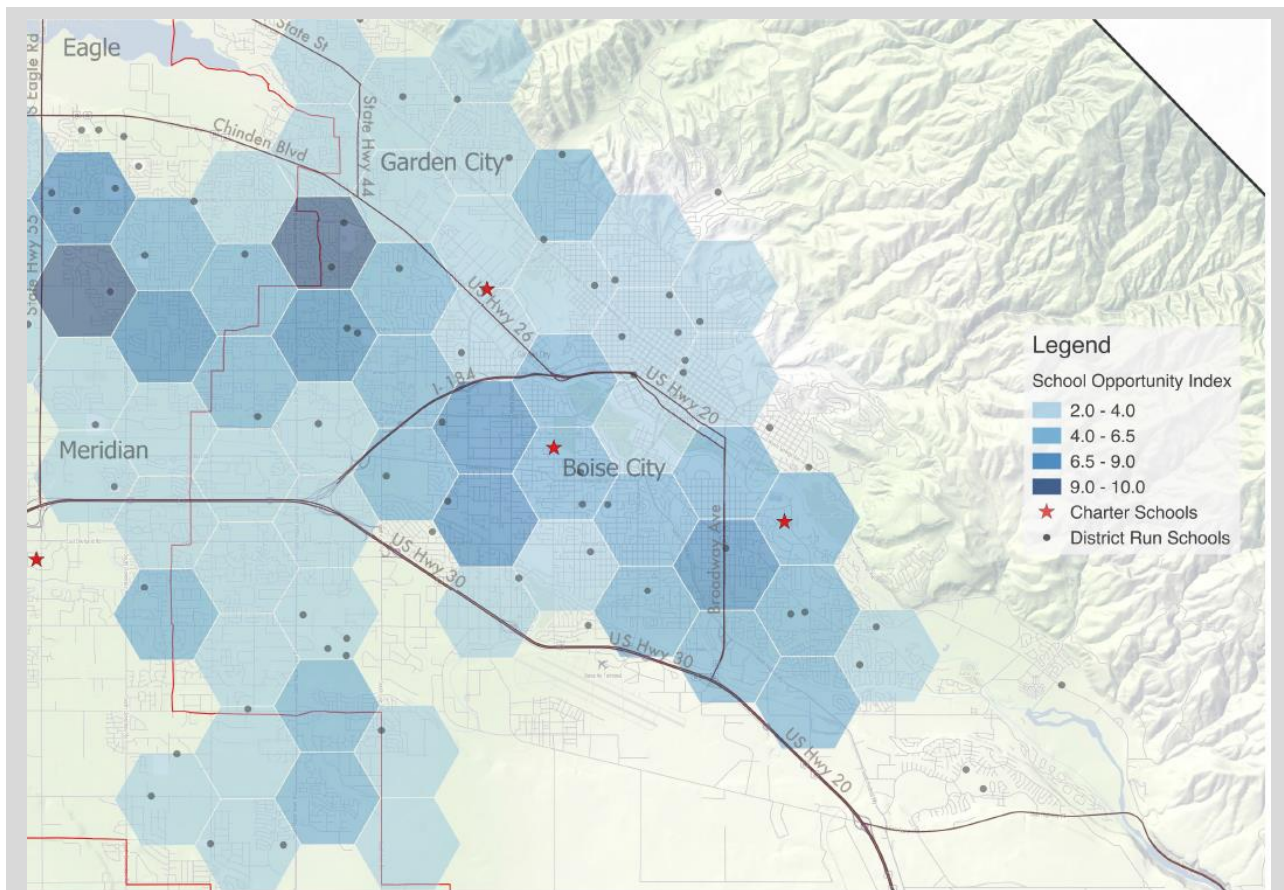 Eagle
State St
S Eagle Rd
State Hwy 44
Chinden Blvd
Garden City
State Hwy 55
US Hwy 26
Legend
School Opportunity Index
I-184
US Hwy 20
2.0 - 4.0
4.0 - 6.5
Meridian
Boise City
6.5 - 9.0
9.0 - 10.0
Charter Schools
District Run Schools
US Hwy 30
Broadway Ave
US Hwy 30
US Hwy 20